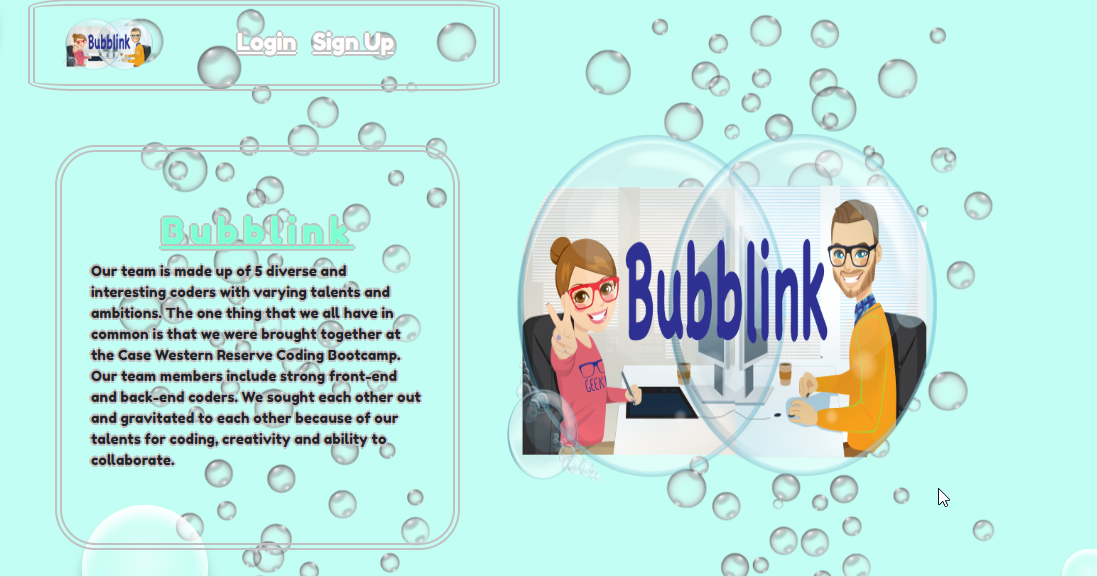 Bubblink
Login Sign Up
Bubblink
Our team is made up of 5 diverse and
interesting coders with varying talents and
ambitions. The one thing that we all have in
common is that we were brought together at
the Case Western Reserve Coding Bootcamp.
Our team members include strong front-end
and back-end coders. We sought each other out
and gravitated to each other because of our
talents for coding, creativity and ability to
collaborate.
Bubblink
GEEK